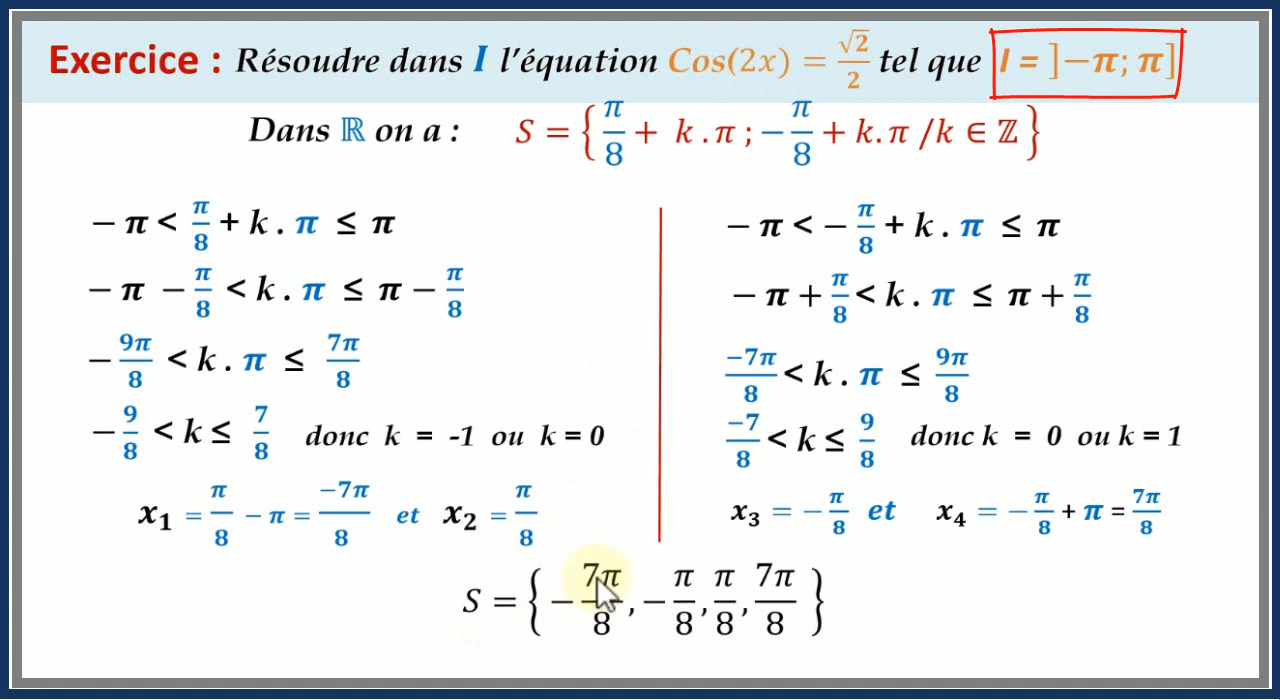 Exercice : Résoudre dans I l'équation Cos(2x) = √2/2 tel que I = ]−π; π]
Dans ℝ on a : S = {π/8 + k .π ; −π/8 + k.π /k ∈ ℤ}
− π < π/8 + k . π ≤ π
− π − π/8 < k . π ≤ π − π/8
− 9π/8 < k . π ≤ 7π/8
− 9/8 < k ≤ 7/8 donc k = -1 ou k = 0
x₁ = π/8 − π = −7π/8 et x₂ = π/8
− π < − π/8 + k . π ≤ π
− π + π/8 < k . π ≤ π + π/8
−7π/8 < k . π ≤ 9π/8
−7/8 < k ≤ 9/8 donc k = 0 ou k = 1
x₃ = − π/8 et x₄ = − π/8 + π = 7π/8
S = {− 7π/8 , − π/8 , π/8 , 7π/8}